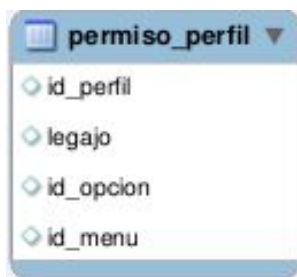 permiso_perfil
id_perfil
legajo
id_opcion
id_menu